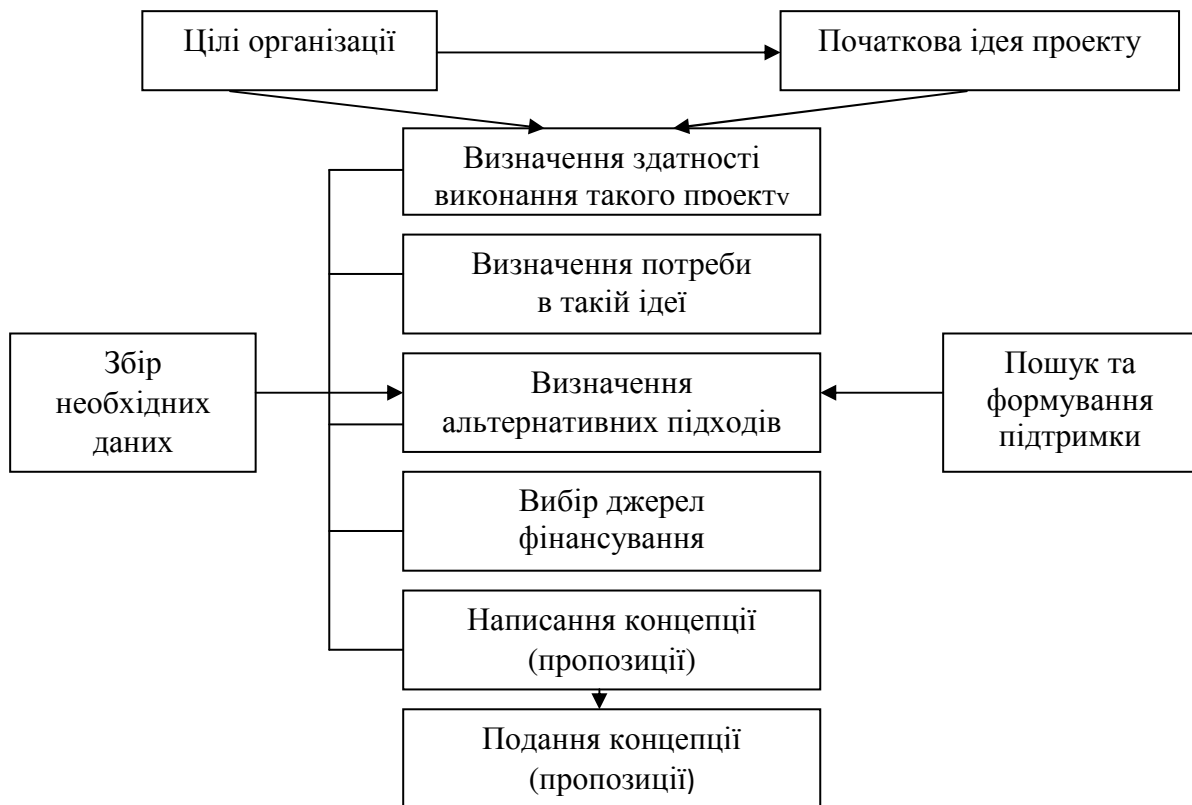 Цілі організації
Початкова ідея проекту
Визначення здатності
виконання такого проекту
Визначення потреби
в такій ідеї
Збір
необхідних
даних
Визначення
альтернативних підходів
Пошук та
формування
підтримки
Вибір джерел
фінансування
Написання концепції
(пропозиції)
Подання концепції
(пропозиції)